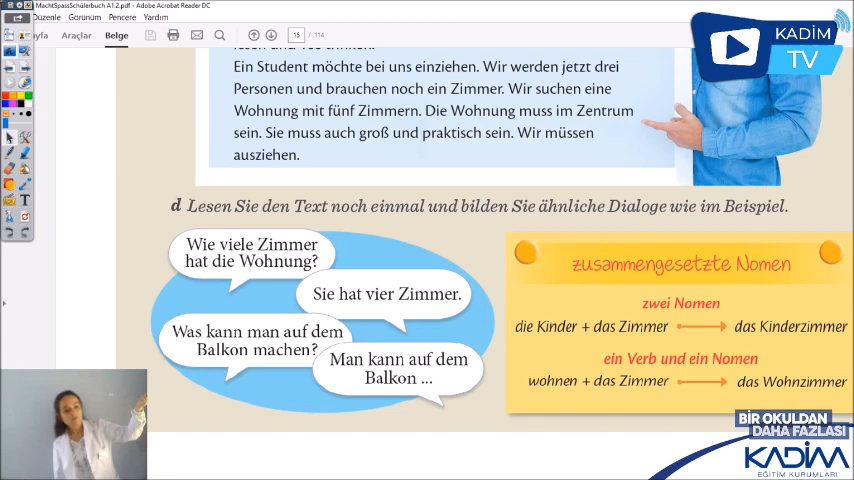 MachtSpassSchülerbuch A1.2.pdf - Adobe Acrobat Reader DC
Düzenle Görünüm Pencere Yardım
Araçlar Belge 15 / 114
KADİM
TV
Ein Student möchte bei uns einziehen. Wir werden jetzt drei
Personen und brauchen noch ein Zimmer. Wir suchen eine
Wohnung mit fünf Zimmern. Die Wohnung muss im Zentrum
sein. Sie muss auch groß und praktisch sein. Wir müssen
ausziehen.
d Lesen Sie den Text noch einmal und bilden Sie ähnliche Dialoge wie im Beispiel.
Wie viele Zimmer
hat die Wohnung?
Sie hat vier Zimmer.
Was kann man auf dem
Balkon machen?
Man kann auf dem
Balkon ...
zusammengesetzte Nomen
zwei Nomen
die Kinder + das Zimmer das Kinderzimmer
ein Verb und ein Nomen
wohnen + das Zimmer das Wohnzimmer
BİR OKULDAN
DAHA FAZLASI
KADİM
EĞİTİM KURUMLARI